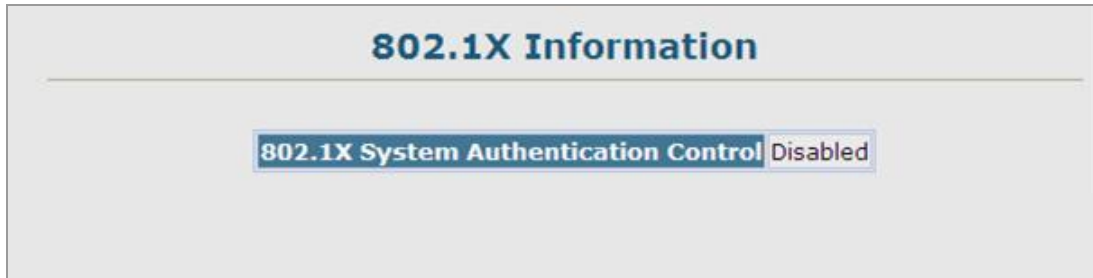 802.1X Information
802.1X System Authentication Control Disabled